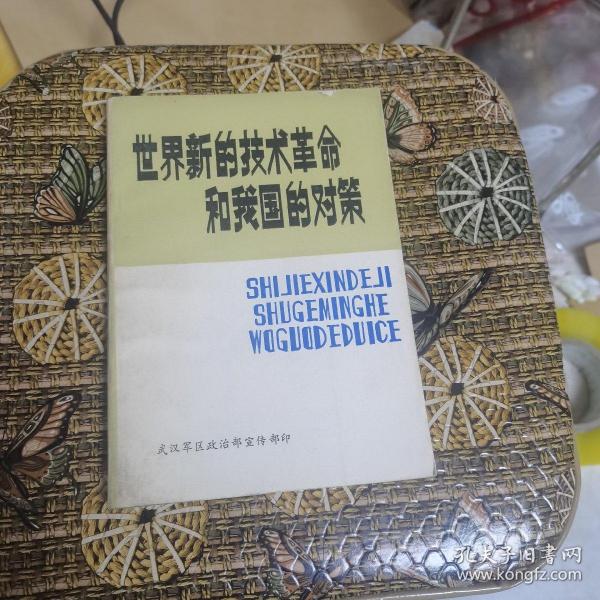 世界新的技术革命
和我国的对策
SHIJIEXINDEJI
SHUGEMINGHE
WOGUODEDUICE
武汉军区政治部宣传部印
孔夫子旧书网
www.kongfz.com